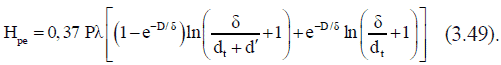 H_pe = 0,37 Pλ[(1−e^(−D/δ))ln(δ/(d_t + d′)+1)+e^(−D/δ) ln(δ/d_t+1)] (3.49).